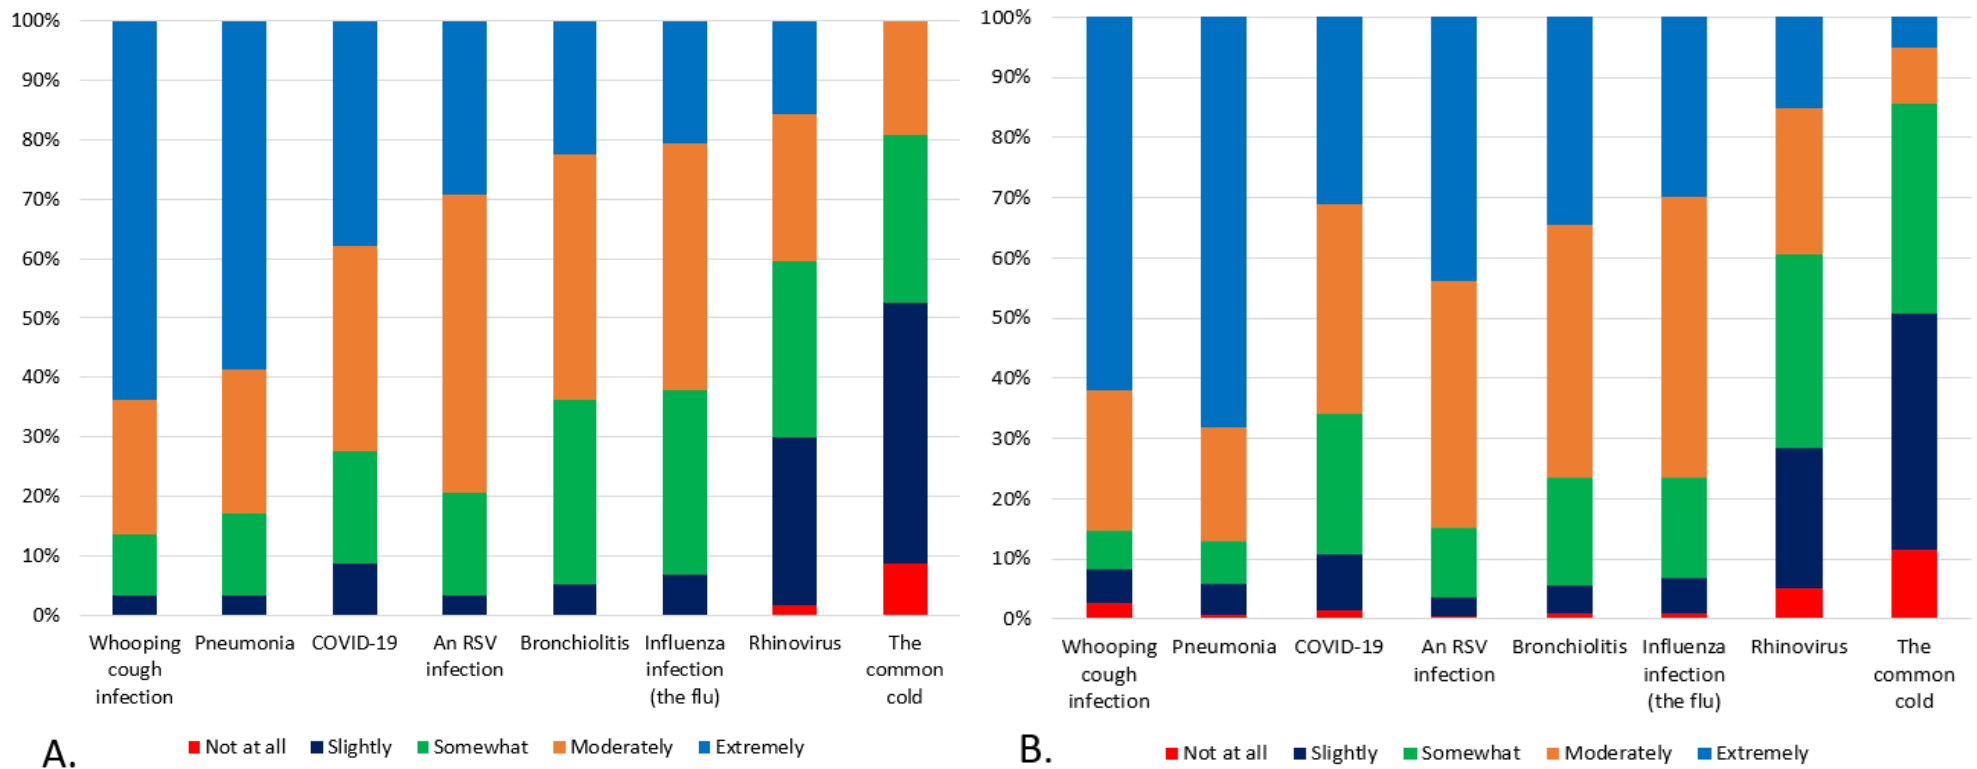 100%
90%
80%
70%
60%
50%
40%
30%
20%
10%
0%
Whooping cough infection
Pneumonia
COVID-19
An RSV infection
Bronchiolitis
Influenza infection (the flu)
Rhinovirus
The common cold
A.
Not at all Slightly Somewhat Moderately Extremely
100%
90%
80%
70%
60%
50%
40%
30%
20%
10%
0%
Whooping cough infection
Pneumonia
COVID-19
An RSV infection
Bronchiolitis
Influenza infection (the flu)
Rhinovirus
The common cold
B.
Not at all Slightly Somewhat Moderately Extremely